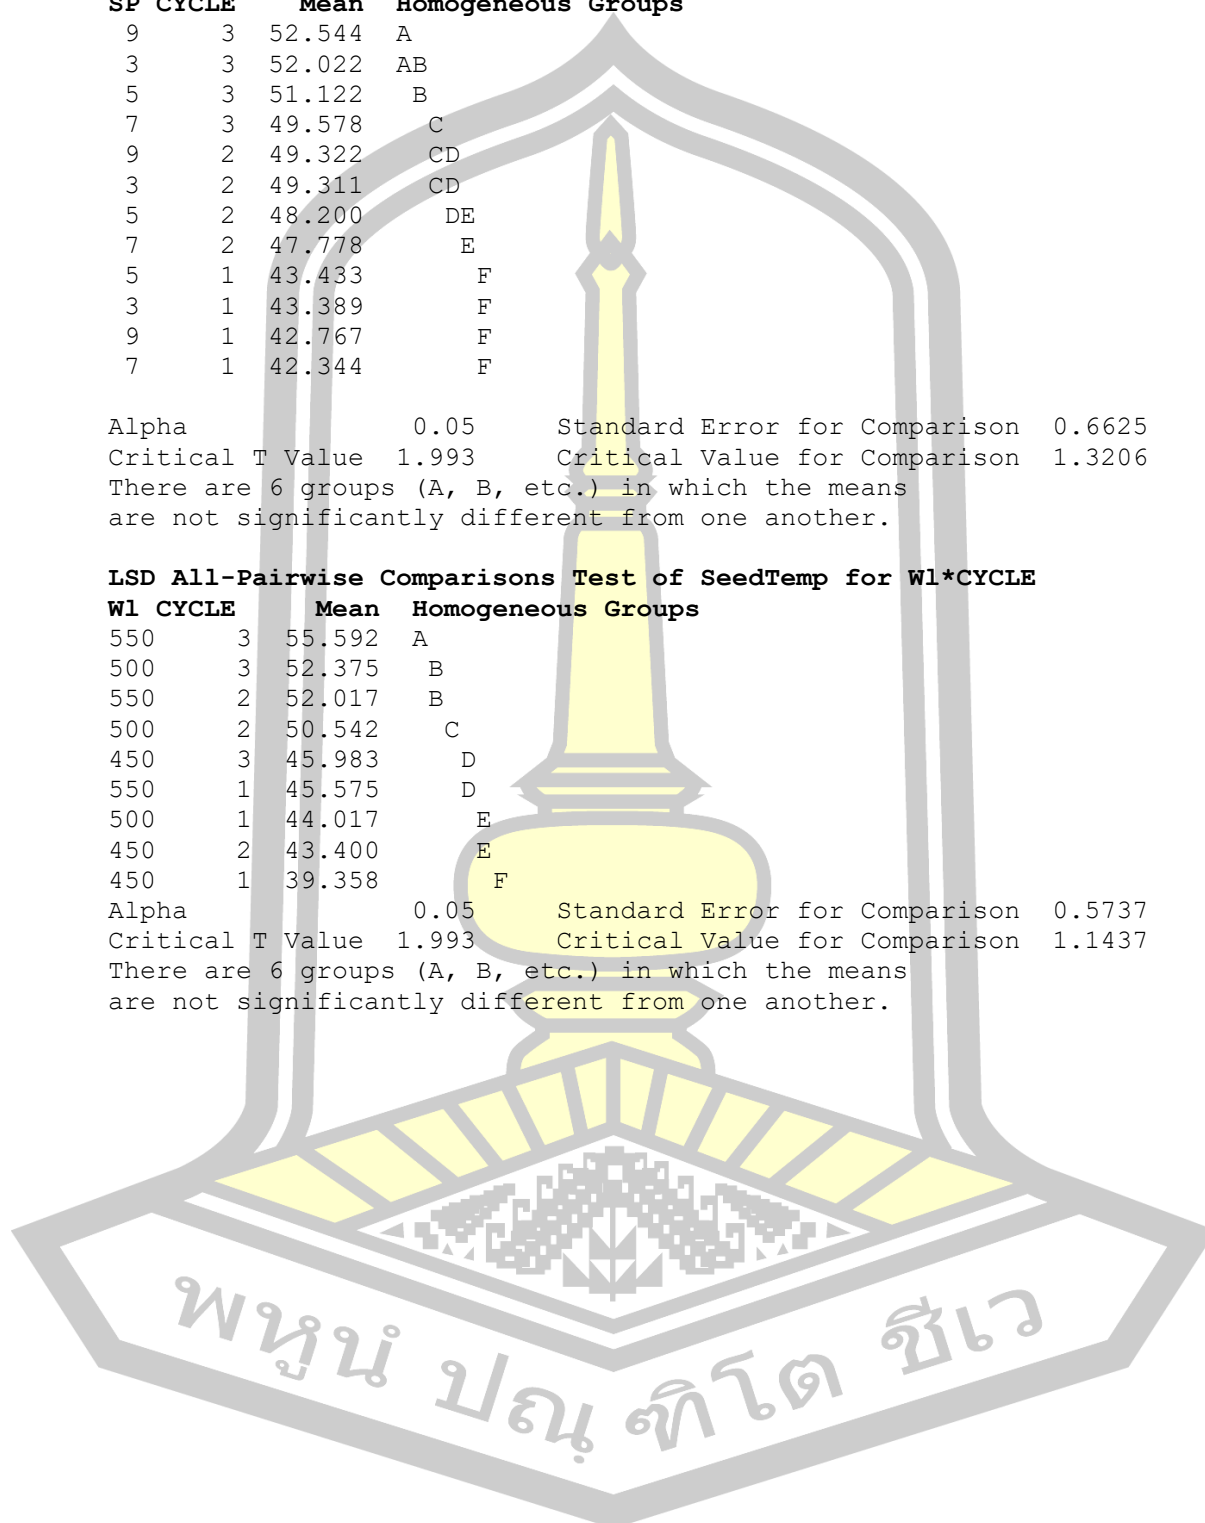 SP CYCLE Mean Homogeneous Groups
9 3 52.544 A
3 3 52.022 AB
5 3 51.122 B
7 3 49.578 C
9 2 49.322 CD
3 2 49.311 CD
5 2 48.200 DE
7 2 47.778 E
5 1 43.433 F
3 1 43.389 F
9 1 42.767 F
7 1 42.344 F
Alpha 0.05 Standard Error for Comparison 0.6625
Critical T Value 1.993 Critical Value for Comparison 1.3206
There are 6 groups (A, B, etc.) in which the means
are not significantly different from one another.
LSD All-Pairwise Comparisons Test of SeedTemp for Wl*CYCLE
Wl CYCLE Mean Homogeneous Groups
550 3 55.592 A
500 3 52.375 B
550 2 52.017 B
500 2 50.542 C
450 3 45.983 D
550 1 45.575 D
500 1 44.017 E
450 2 43.400 E
450 1 39.358 F
Alpha 0.05 Standard Error for Comparison 0.5737
Critical T Value 1.993 Critical Value for Comparison 1.1437
There are 6 groups (A, B, etc.) in which the means
are not significantly different from one another.
พหูนํ ปณฺฑิโต ชีเว